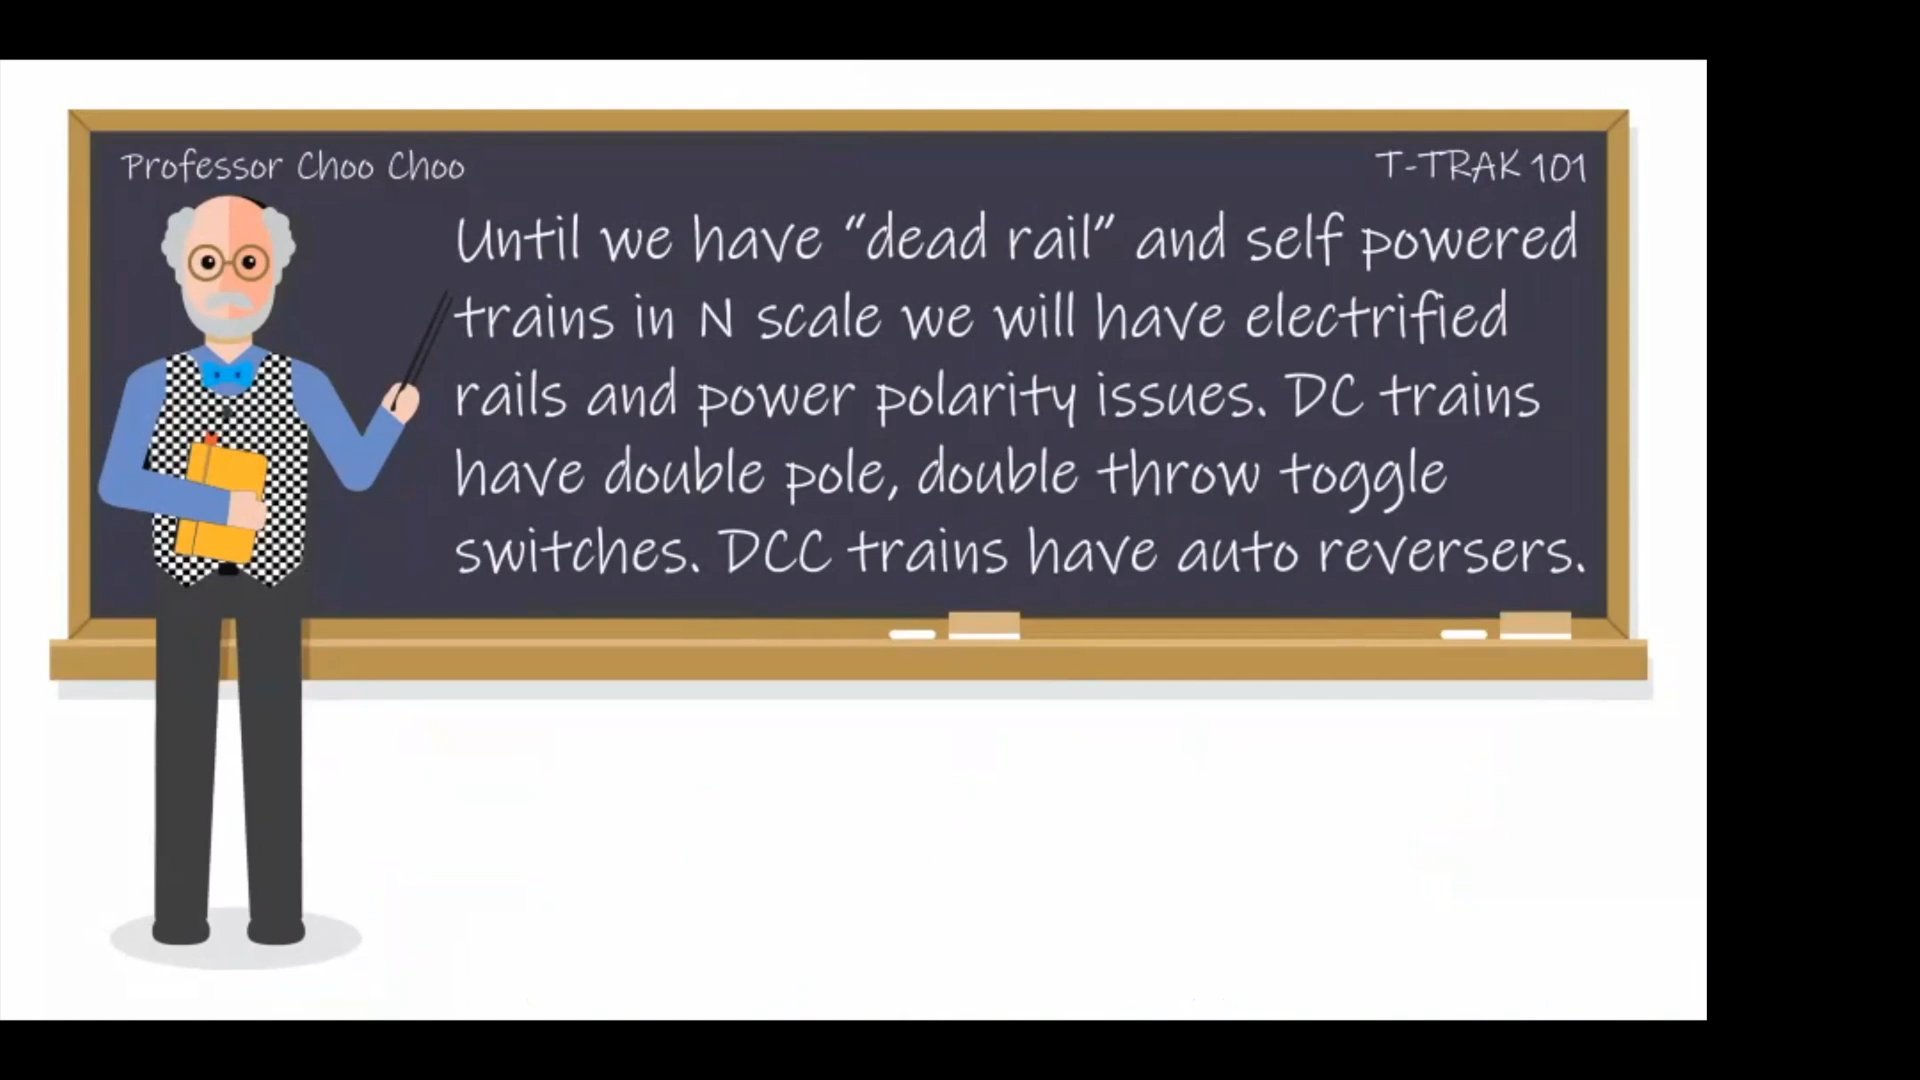 Professor Choo Choo
T-TRAK 101
Until we have “dead rail” and self powered
trains in N scale we will have electrified
rails and power polarity issues. DC trains
have double pole, double throw toggle
switches. DCC trains have auto reversers.